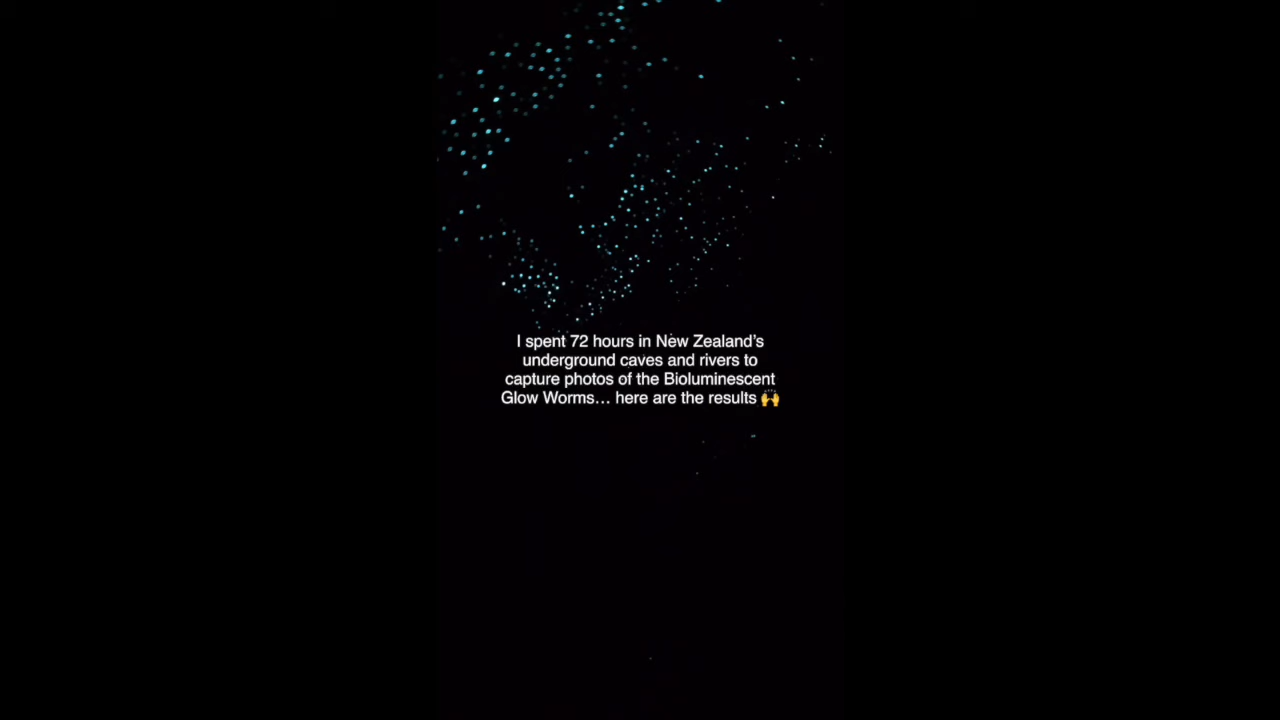 I spent 72 hours in New Zealand’s
underground caves and rivers to
capture photos of the Bioluminescent
Glow Worms... here are the results 🙌